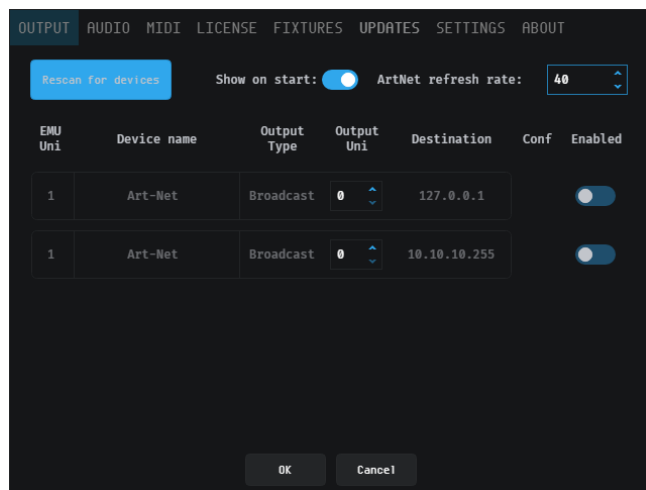 OUTPUT AUDIO MIDI LICENSE FIXTURES UPDATES SETTINGS ABOUT
Rescan for devices Show on start: ArtNet refresh rate: 40
EMU Uni Device name Output Type Output Uni Destination Conf Enabled
1 Art-Net Broadcast 0 127.0.0.1
1 Art-Net Broadcast 0 10.10.10.255
OK Cancel